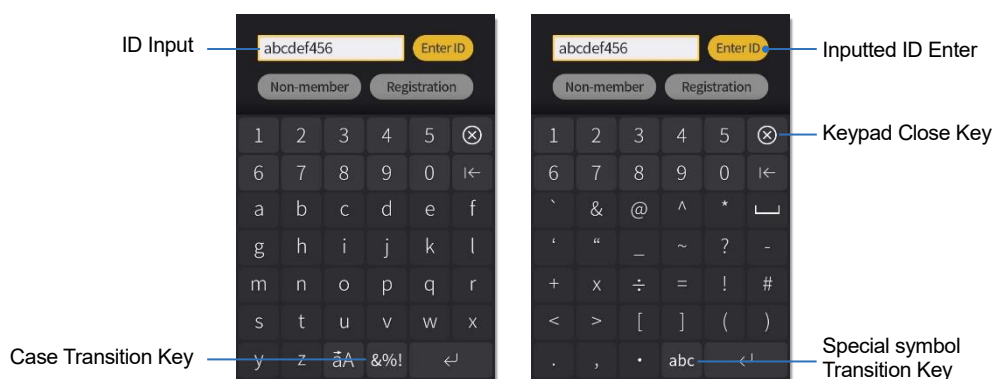 ID Input
abcdef456
Enter ID
Non-member
Registration
1 2 3 4 5
6 7 8 9 0 |←
a b c d e f
g h i j k l
m n o p q r
s t u v w x
Case Transition Key
y z ǎA &%! ↵
abcdef456
Enter ID
Inputted ID Enter
Non-member
Registration
1 2 3 4 5
Keypad Close Key
6 7 8 9 0 |←
` & @ ^ *
‘ “ _ ~ ? -
+ x ÷ = ! #
< > [ ] ( )
. , · abc ↵
Special symbol
Transition Key